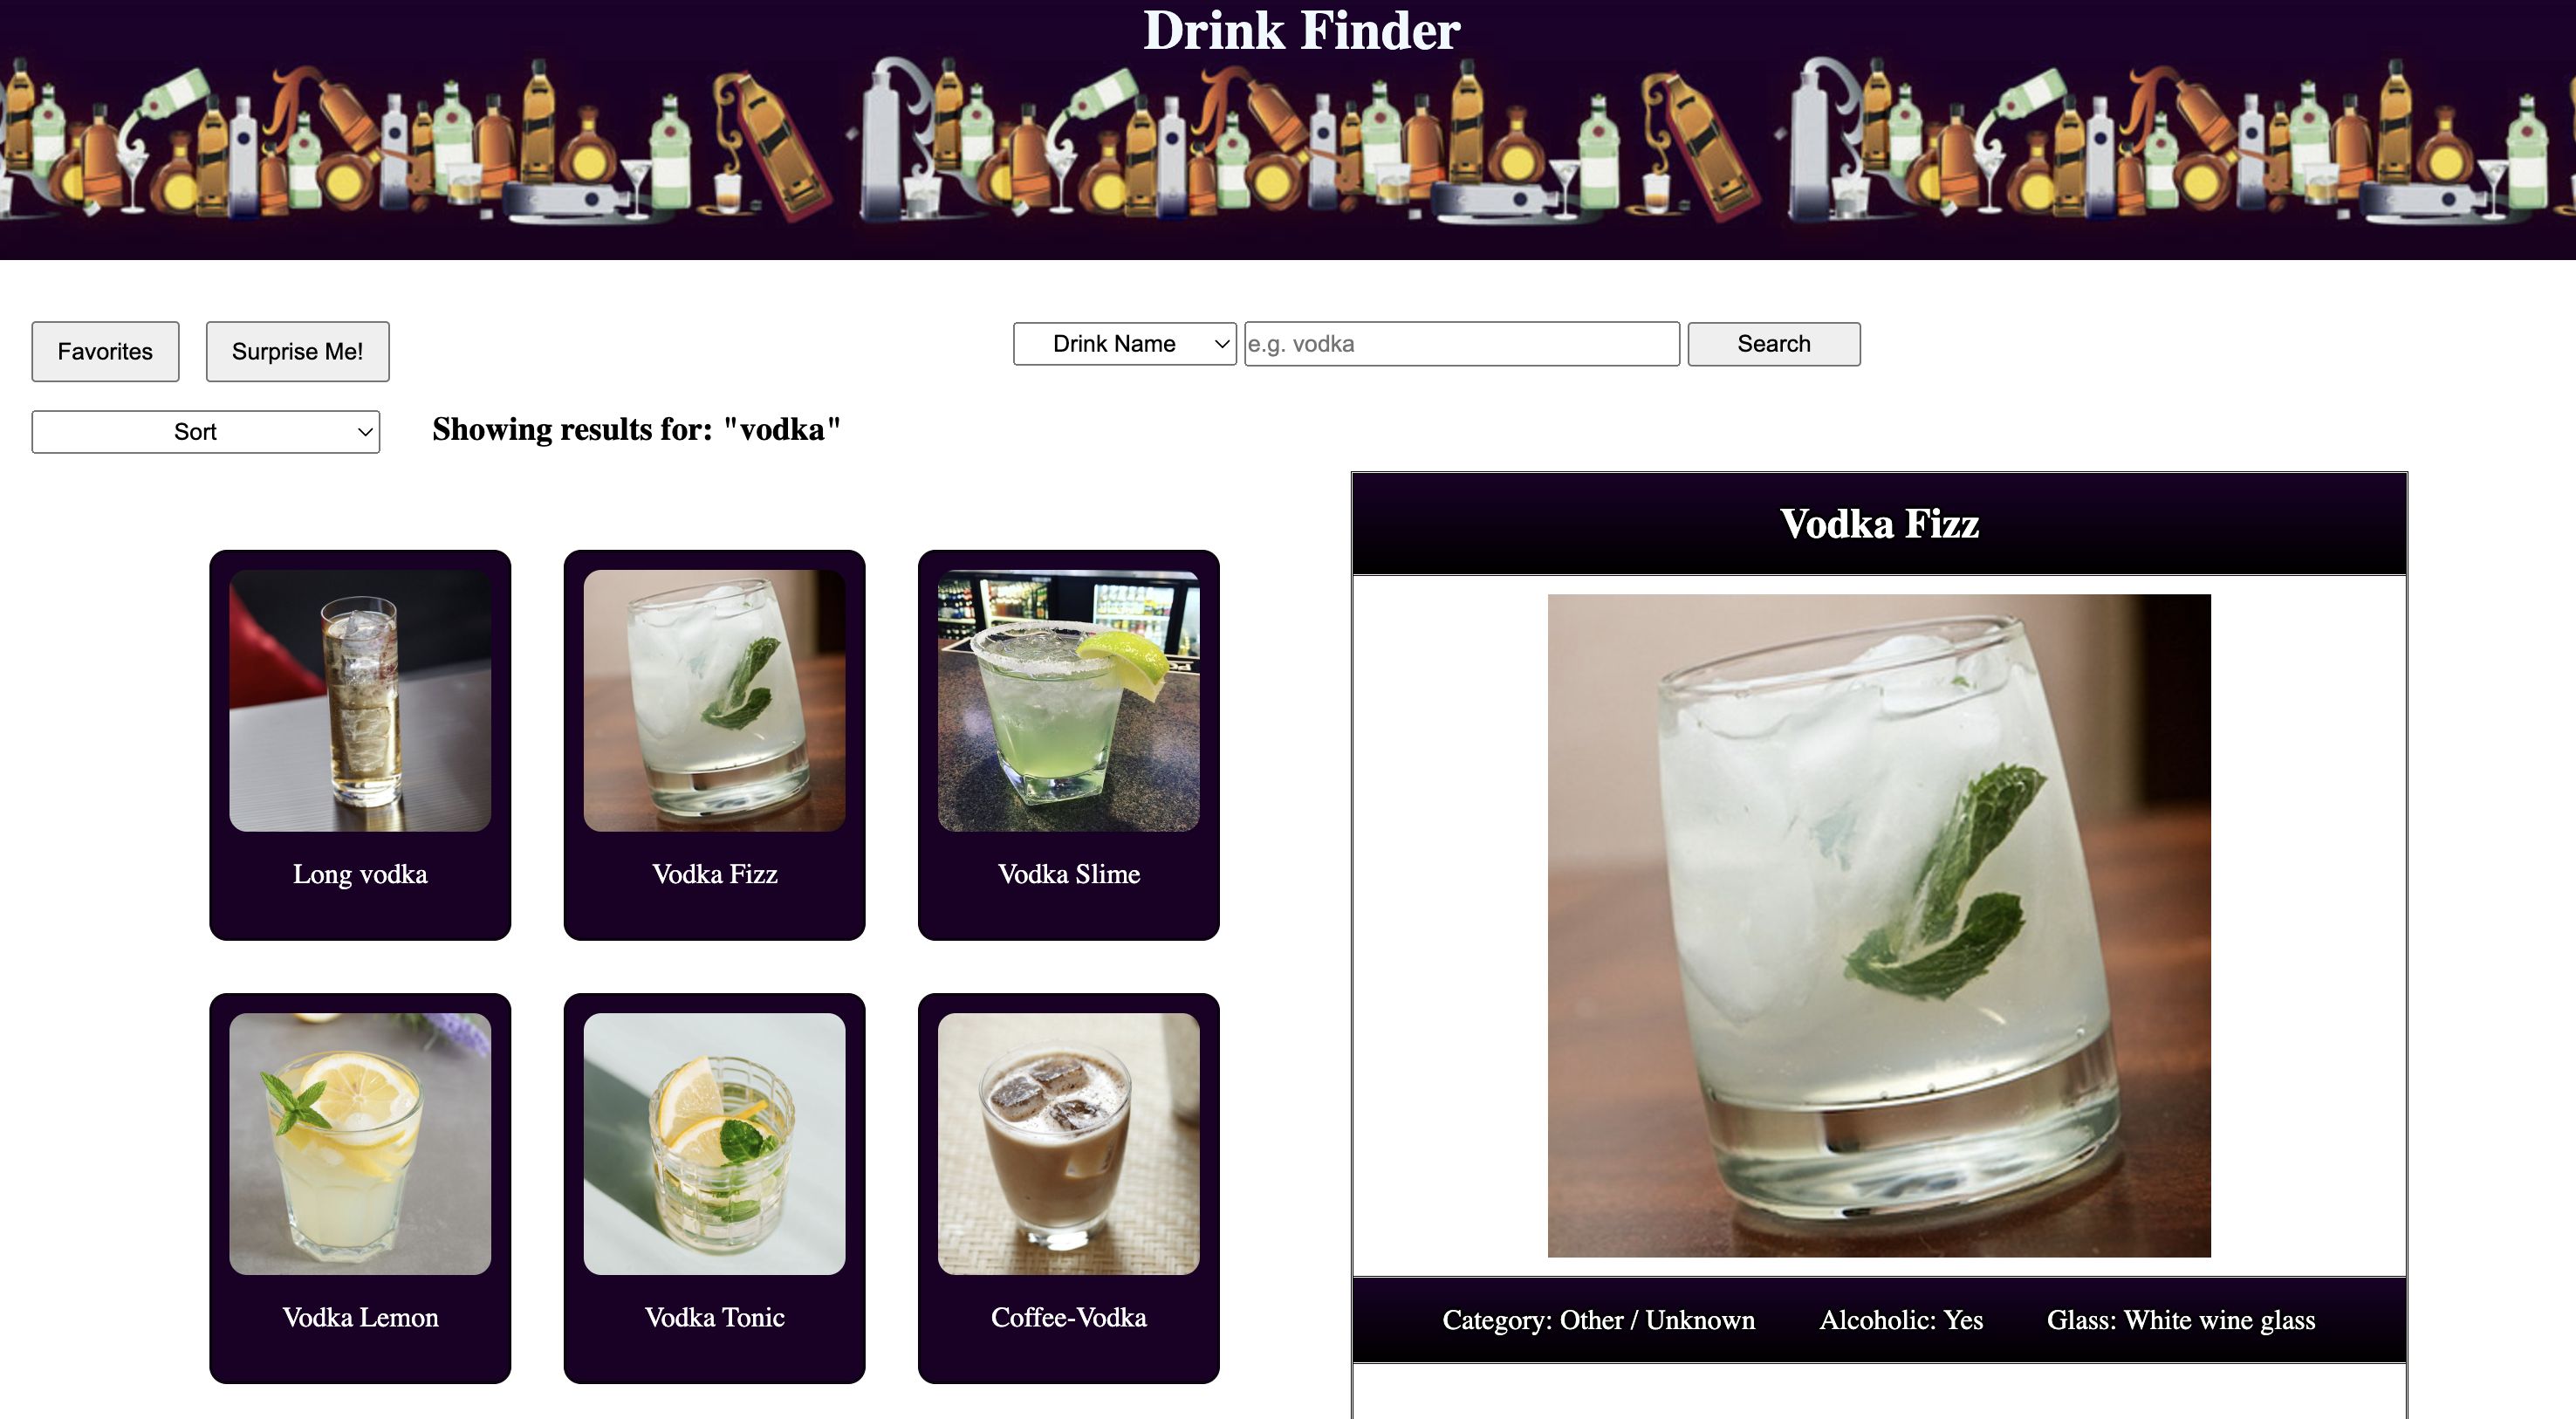 Drink Finder
Favorites
Surprise Me!
Drink Name
e.g. vodka
Search
Sort
Showing results for: "vodka"
Long vodka
Vodka Fizz
Vodka Slime
Vodka Lemon
Vodka Tonic
Coffee-Vodka
Vodka Fizz
Category: Other / Unknown
Alcoholic: Yes
Glass: White wine glass